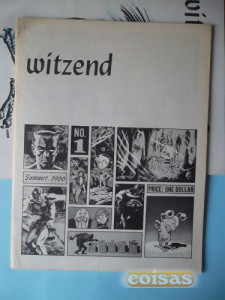 witzend
Summer, 1966
NO.
1
PRICE: ONE DOLLAR
coisas